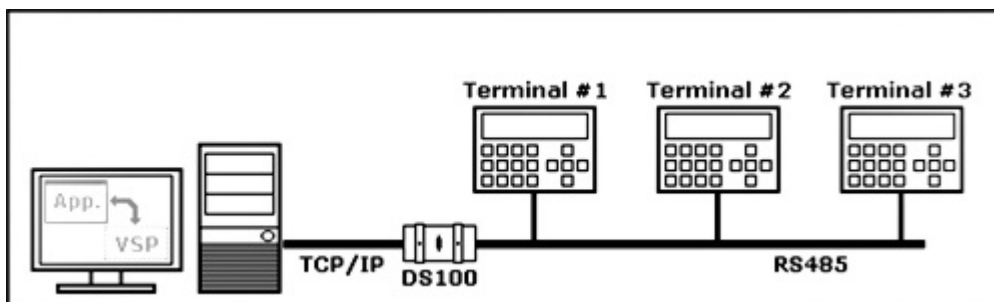 Terminal #1 Terminal #2 Terminal #3
App.
VSP
TCP/IP
DS100
RS485